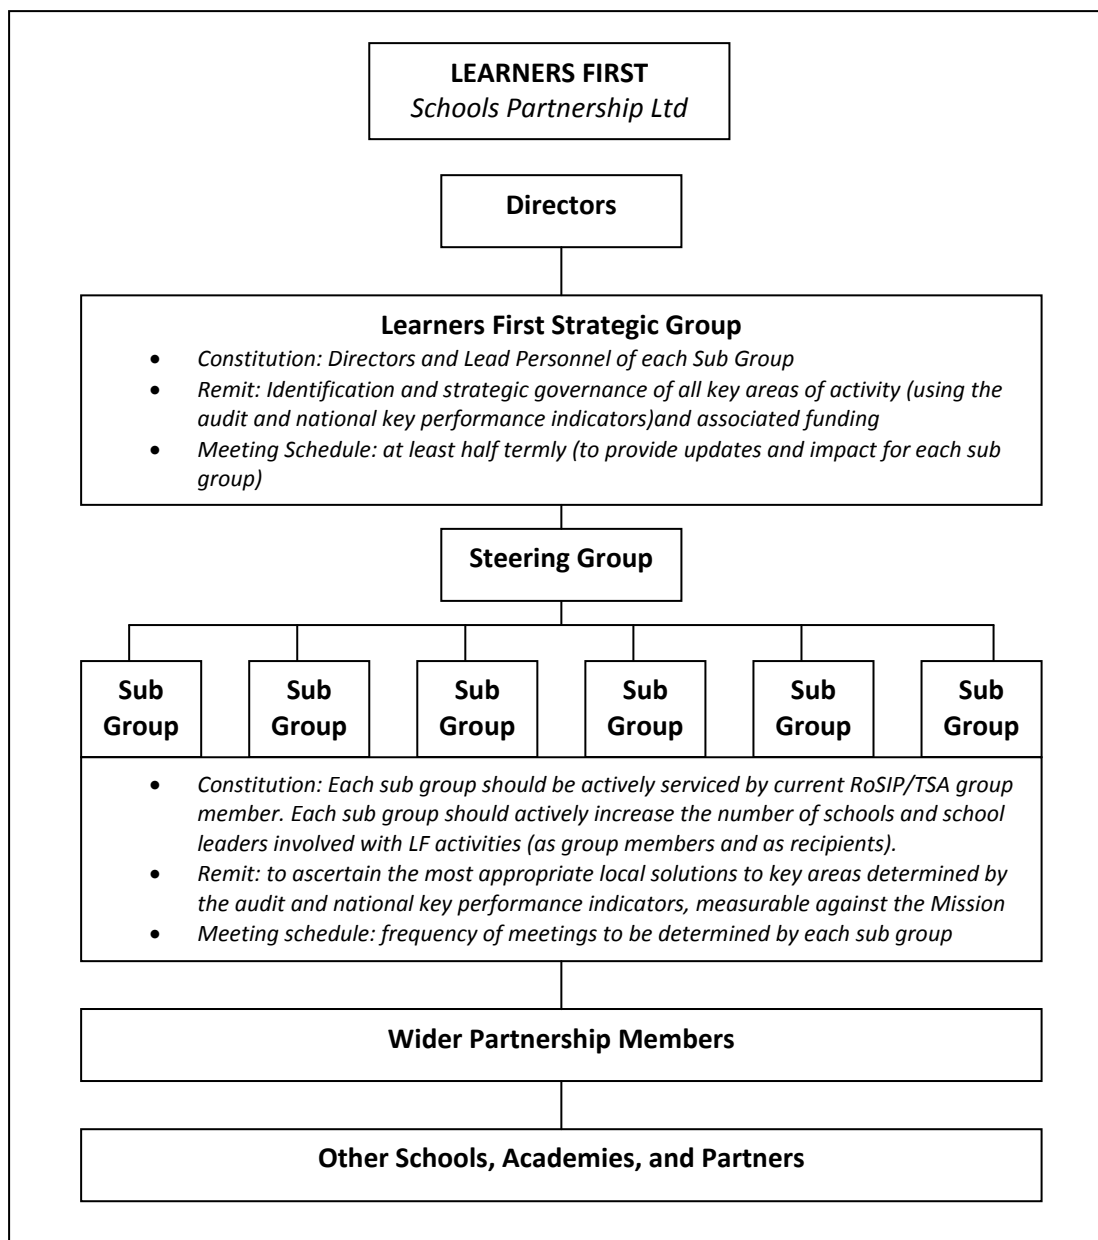 LEARNERS FIRST
Schools Partnership Ltd
Directors
Learners First Strategic Group
• Constitution: Directors and Lead Personnel of each Sub Group
• Remit: Identification and strategic governance of all key areas of activity (using the
audit and national key performance indicators)and associated funding
• Meeting Schedule: at least half termly (to provide updates and impact for each sub
group)
Steering Group
Sub
Group
Sub
Group
Sub
Group
Sub
Group
Sub
Group
Sub
Group
• Constitution: Each sub group should be actively serviced by current RoSIP/TSA group
member. Each sub group should actively increase the number of schools and school
leaders involved with LF activities (as group members and as recipients).
• Remit: to ascertain the most appropriate local solutions to key areas determined by
the audit and national key performance indicators, measurable against the Mission
• Meeting schedule: frequency of meetings to be determined by each sub group
Wider Partnership Members
Other Schools, Academies, and Partners